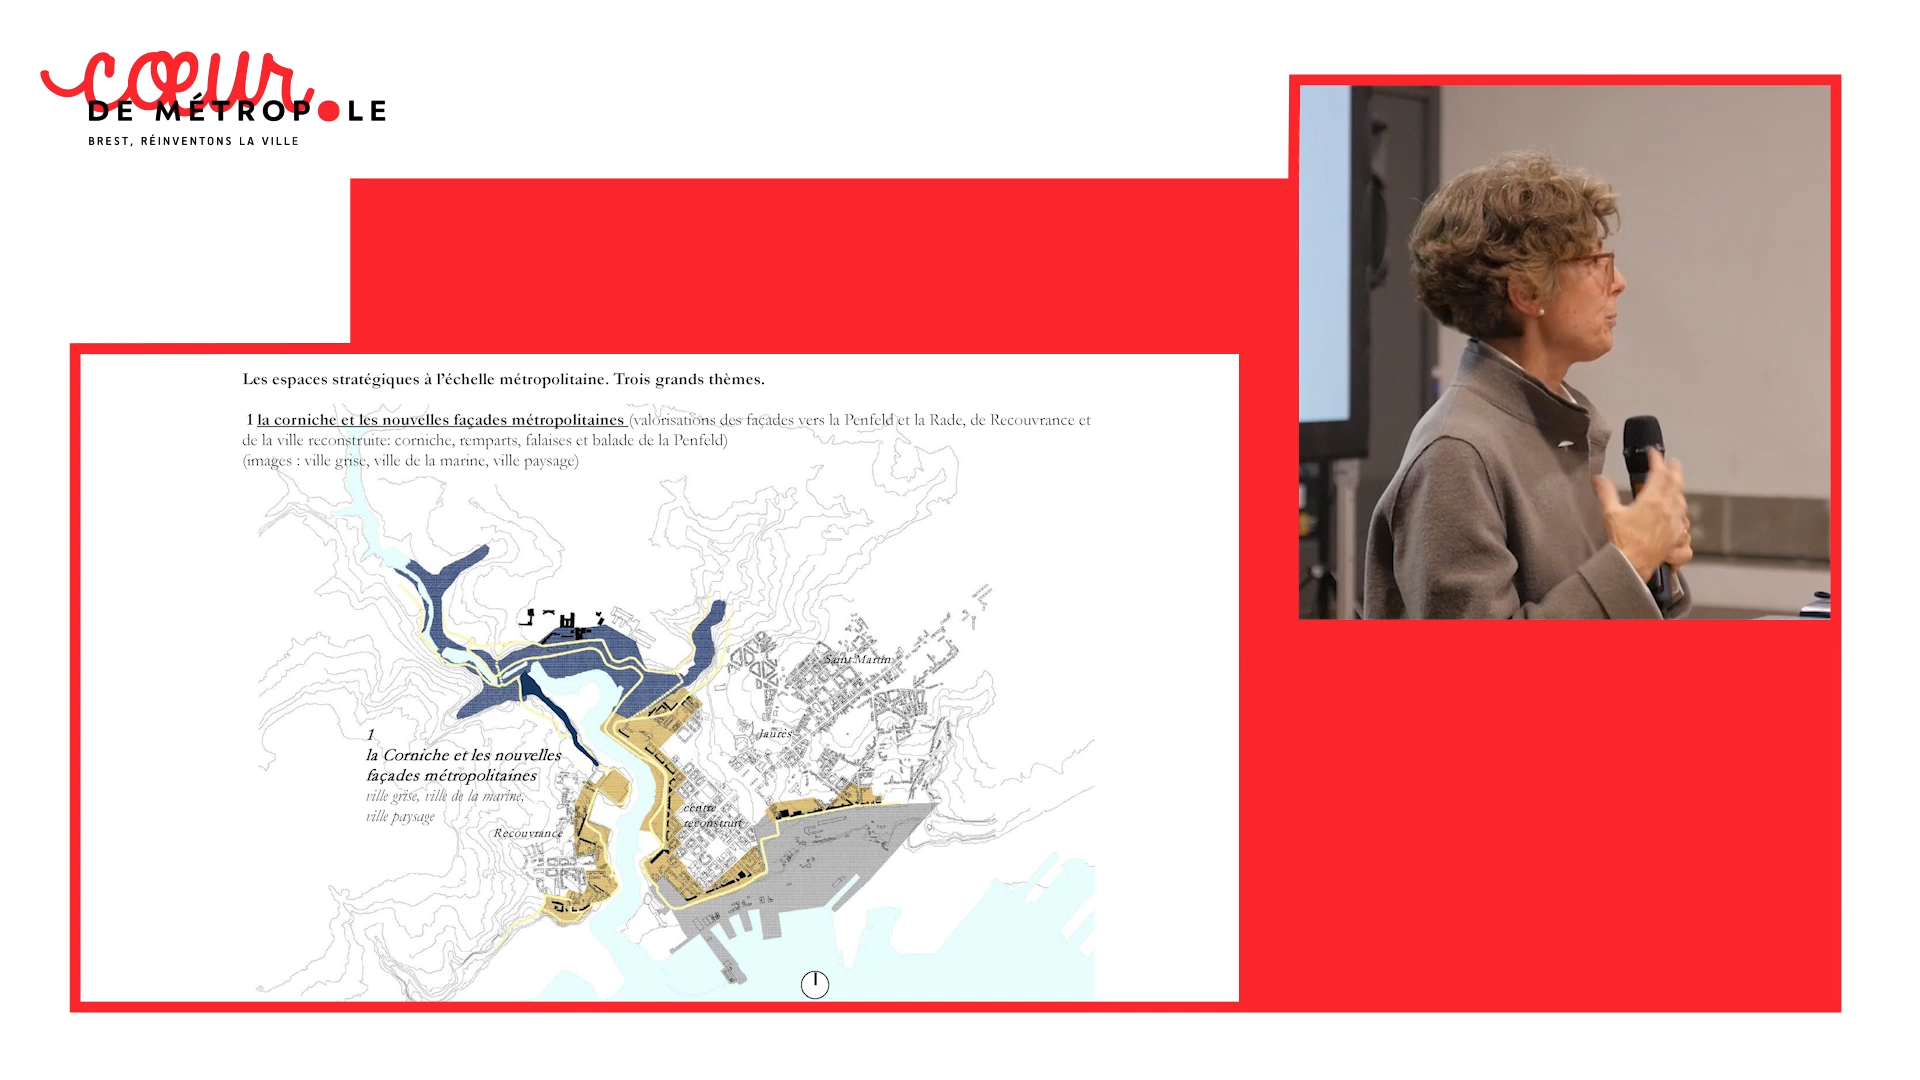 cœur
DE MÉTROPOLE
BREST, RÉINVENTONS LA VILLE
Les espaces stratégiques à l'échelle métropolitaine. Trois grands thèmes.
1 la corniche et les nouvelles façades métropolitaines (valorisations des façades vers la Penfeld et la Rade, de Recouvrance et
de la ville reconstruite: corniche, remparts, falaises et balade de la Penfeld)
(images : ville grise, ville de la marine, ville paysage)
Saint Martin
1
Jaurès
la Corniche et les nouvelles
façades métropolitaines
ville grise, ville de la marine,
ville paysage
centre
reconstruit
Recouvrance